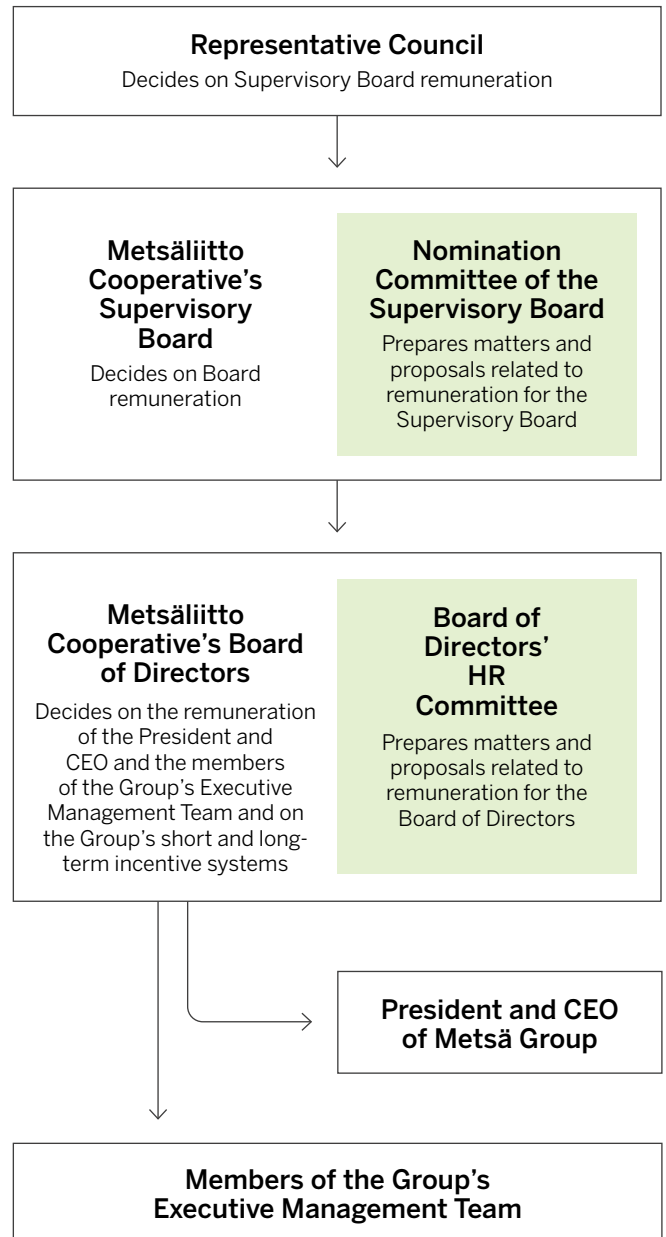 Representative Council
Decides on Supervisory Board remuneration
Metsäliitto
Cooperative's
Supervisory
Board
Decides on Board
remuneration
Nomination
Committee of the
Supervisory Board
Prepares matters and
proposals related to
remuneration for the
Supervisory Board
Metsäliitto
Cooperative's Board
of Directors
Decides on the remuneration
of the President and
CEO and the members
of the Group's Executive
Management Team and on
the Group's short and long-
term incentive systems
Board of
Directors'
HR
Committee
Prepares matters and
proposals related to
remuneration for the
Board of Directors
President and CEO
of Metsä Group
Members of the Group's
Executive Management Team